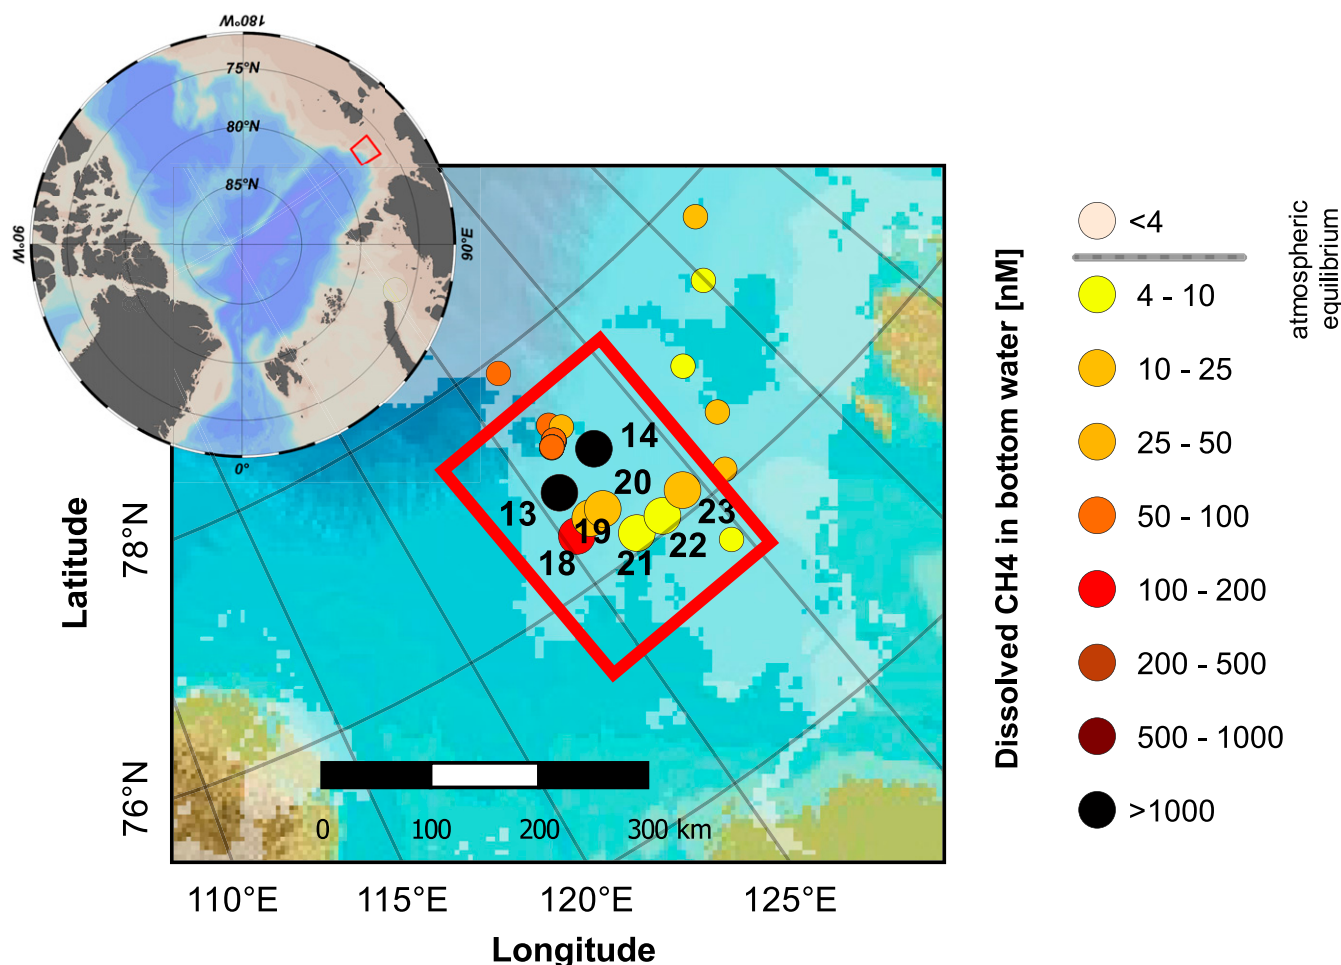 180°W
75°N
80°N
85°N
90°W
90°E
0°
14
20
13
19
23
18
21
22
Latitude
78°N
76°N
0
100
200
300 km
110°E
115°E
120°E
125°E
Longitude
Dissolved CH4 in bottom water [nM]
<4
atmospheric
equilibrium
4 - 10
10 - 25
25 - 50
50 - 100
100 - 200
200 - 500
500 - 1000
>1000